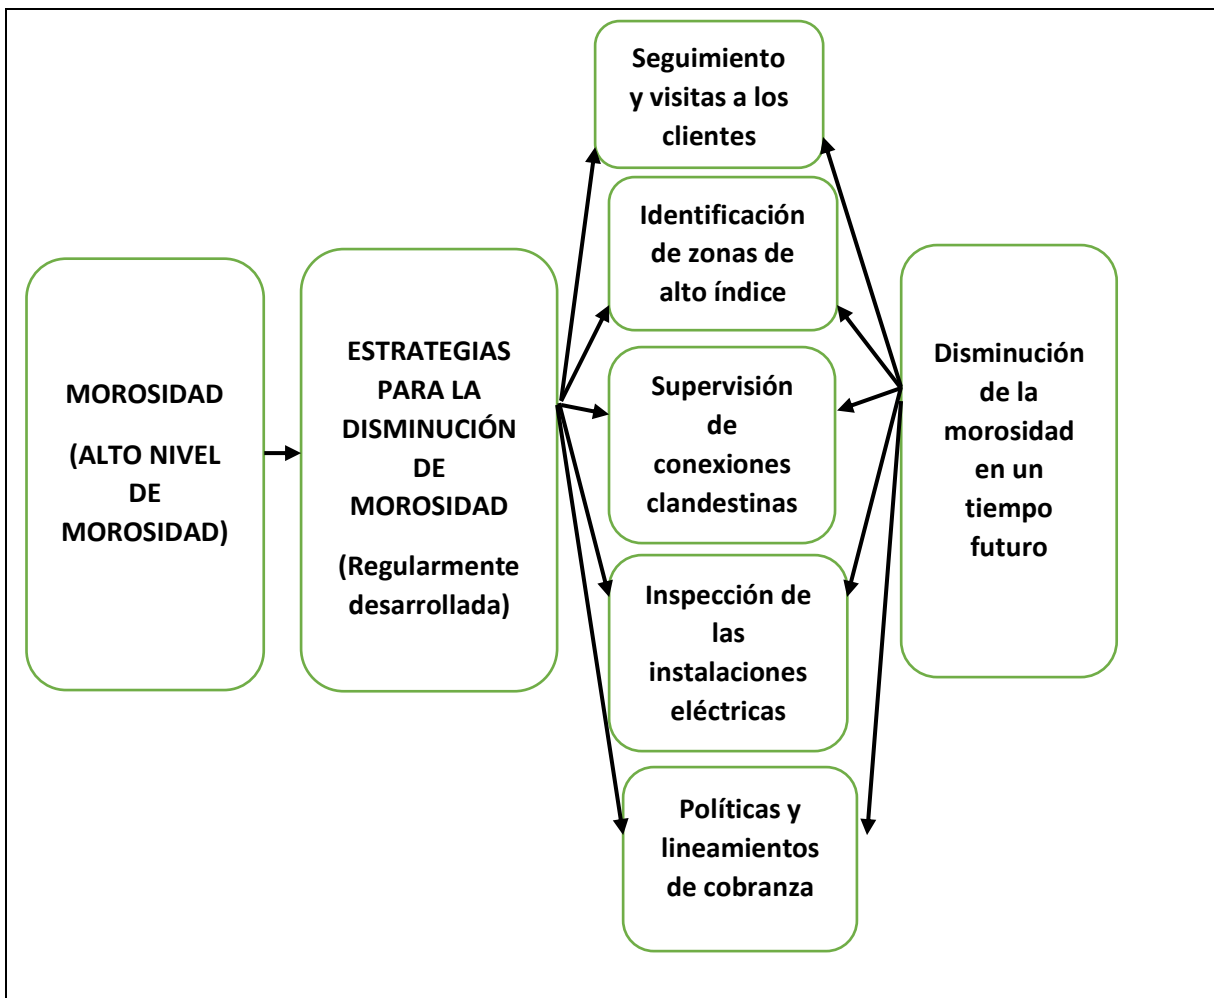 MOROSIDAD
(ALTO NIVEL
DE
MOROSIDAD)
ESTRATEGIAS
PARA LA
DISMINUCIÓN
DE
MOROSIDAD
(Regularmente
desarrollada)
Seguimiento
y visitas a los
clientes
Identificación
de zonas de
alto índice
Supervisión
de
conexiones
clandestinas
Inspección de
las
instalaciones
eléctricas
Políticas y
lineamientos
de cobranza
Disminución
de la
morosidad
en un
tiempo
futuro